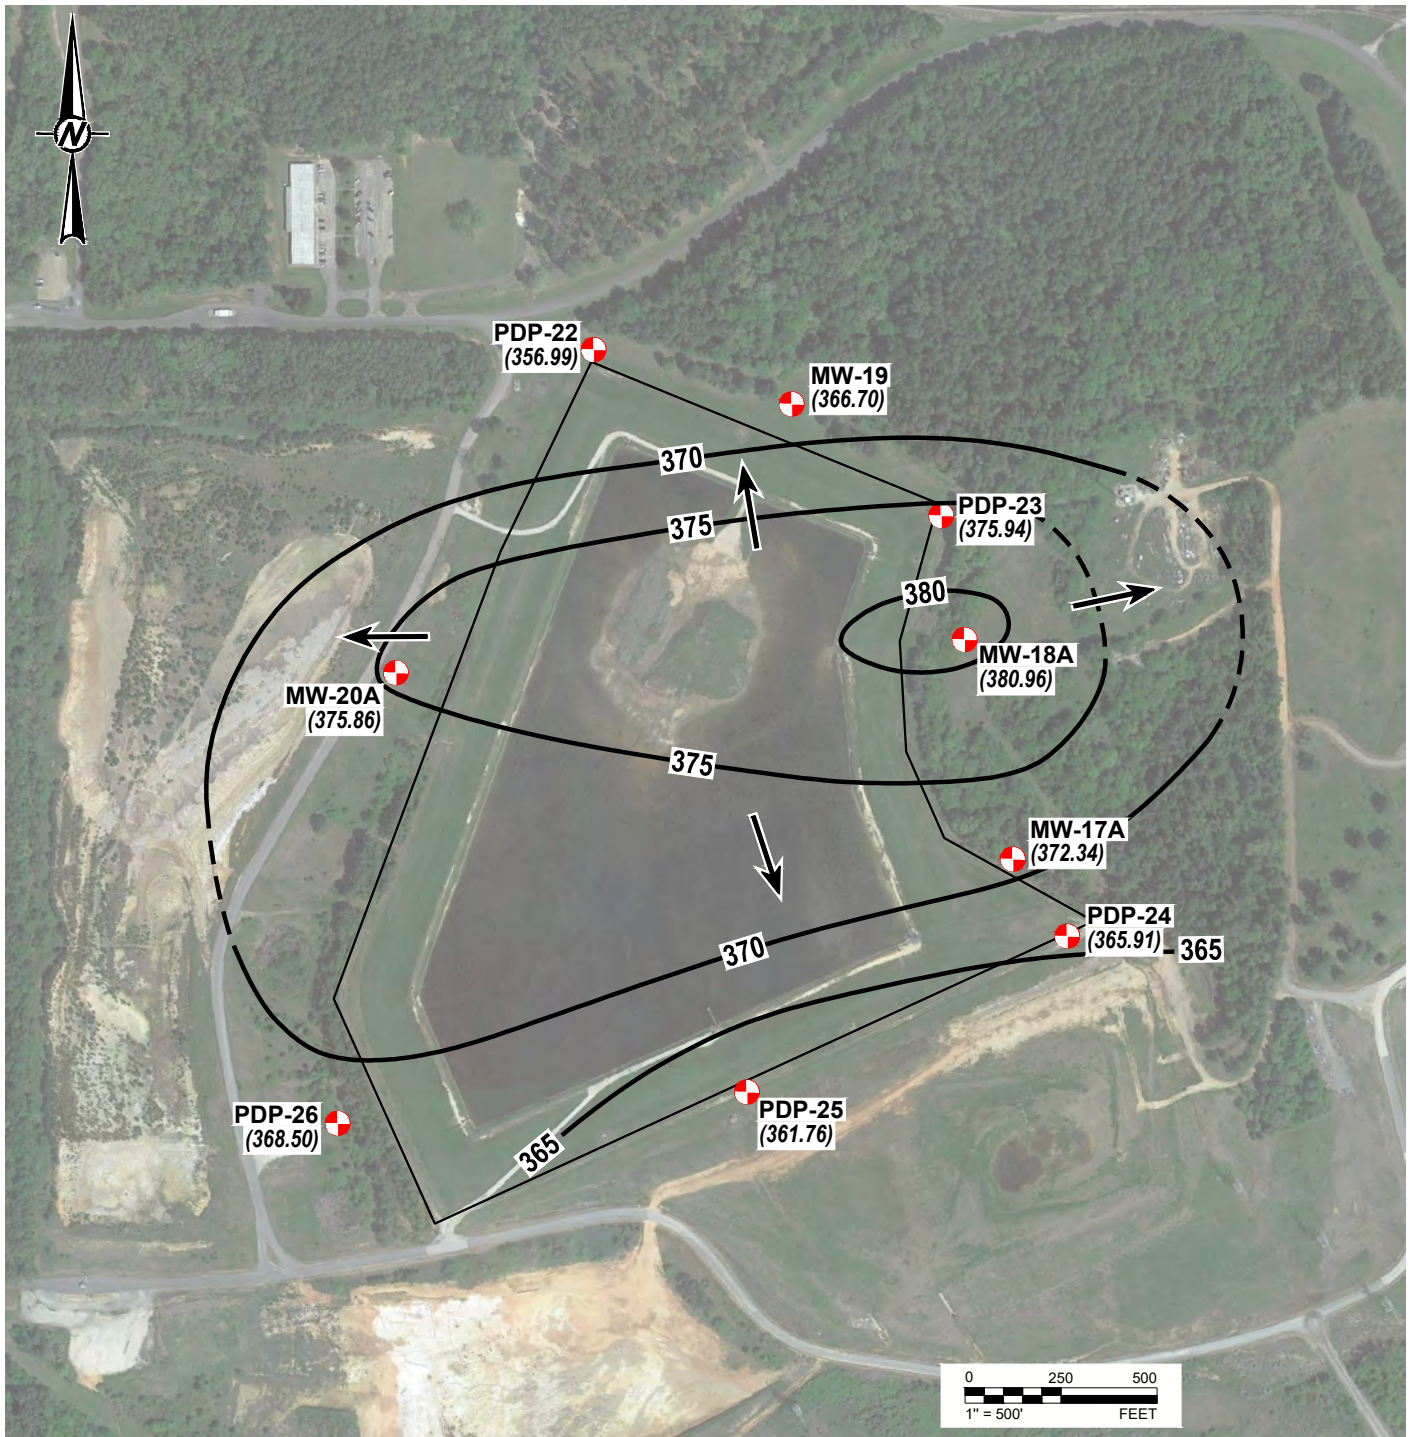 N
PDP-22
(356.99)
MW-19
(366.70)
370
375
PDP-23
(375.94)
380
MW-18A
(380.96)
MW-20A
(375.86)
375
MW-17A
(372.34)
PDP-24
(365.91)
365
370
PDP-25
(361.76)
PDP-26
(368.50)
365
0 250 500
1" = 500' FEET